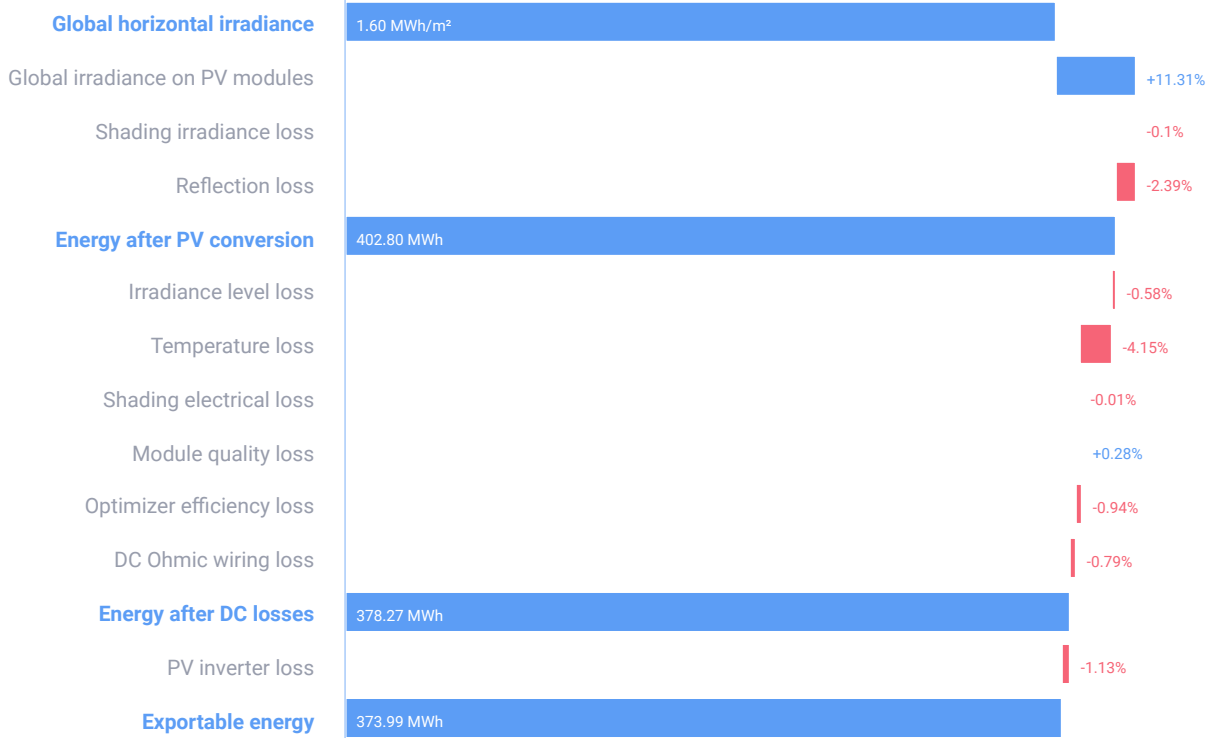 Global horizontal irradiance 1.60 MWh/m²
Global irradiance on PV modules +11.31%
Shading irradiance loss -0.1%
Reflection loss -2.39%
Energy after PV conversion 402.80 MWh
Irradiance level loss -0.58%
Temperature loss -4.15%
Shading electrical loss -0.01%
Module quality loss +0.28%
Optimizer efficiency loss -0.94%
DC Ohmic wiring loss -0.79%
Energy after DC losses 378.27 MWh
PV inverter loss -1.13%
Exportable energy 373.99 MWh